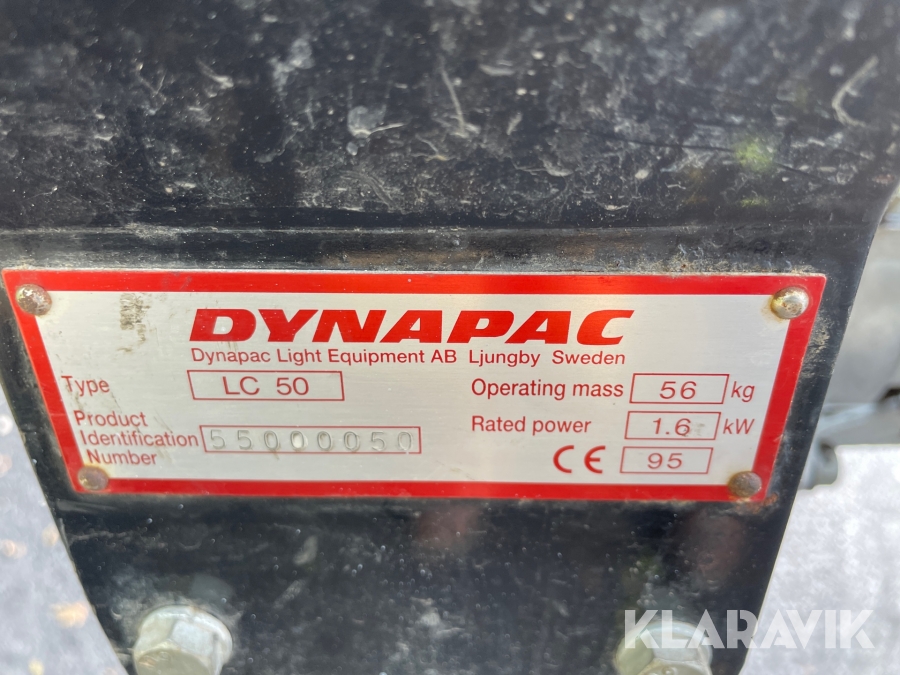 DYNAPAC
Dynapac Light Equipment AB Ljungby Sweden
Type LC 50
Operating mass 56 kg
Product
Identification 55000050
Number
Rated power 1.6 kW
CE 95
KLARAVIK